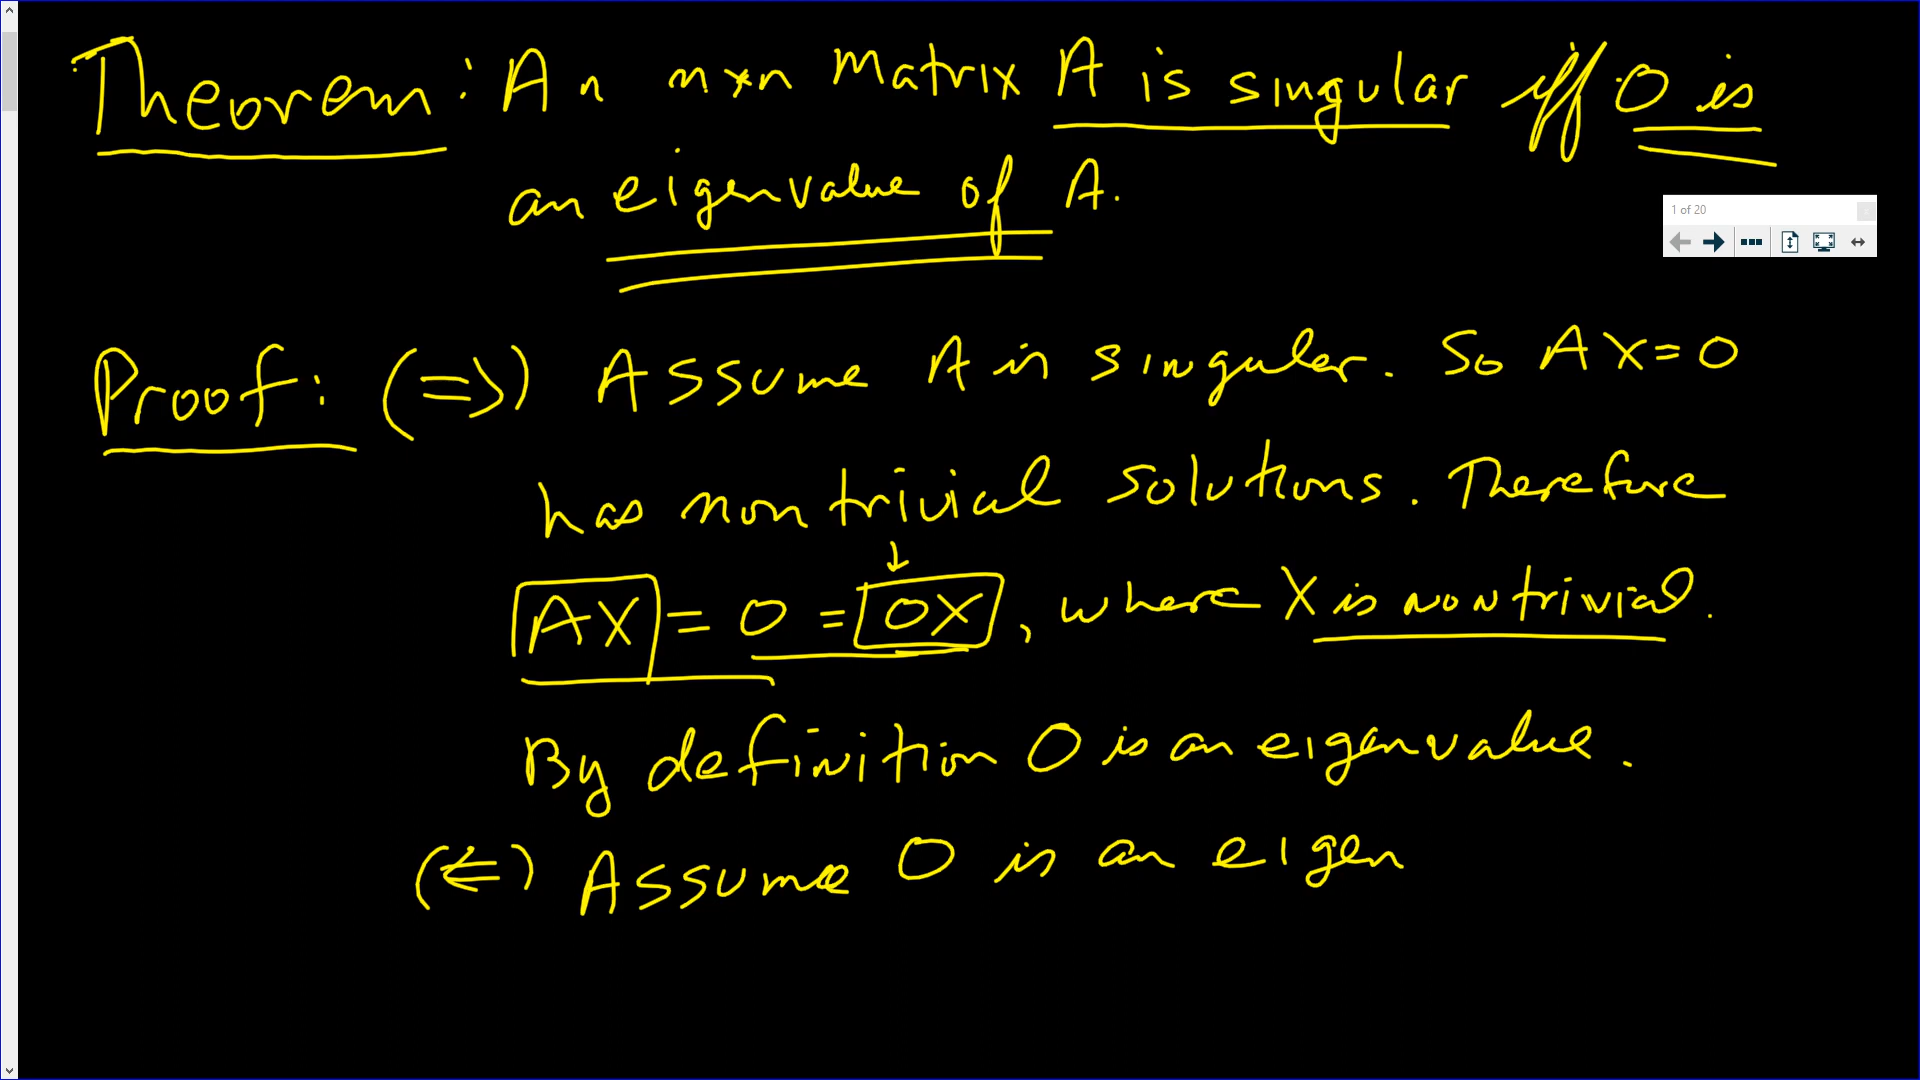 Theorem: An nxn Matrix A is singular iff 0 is
an eigenvalue of A.
1 of 20
Proof: (=>) Assume A is singular. So AX=0
has nontrivial solutions. Therefore
AX = 0 = 0X, where X is nontrivial.
By definition 0 is an eigenvalue.
(⇐) Assume 0 is an eigen